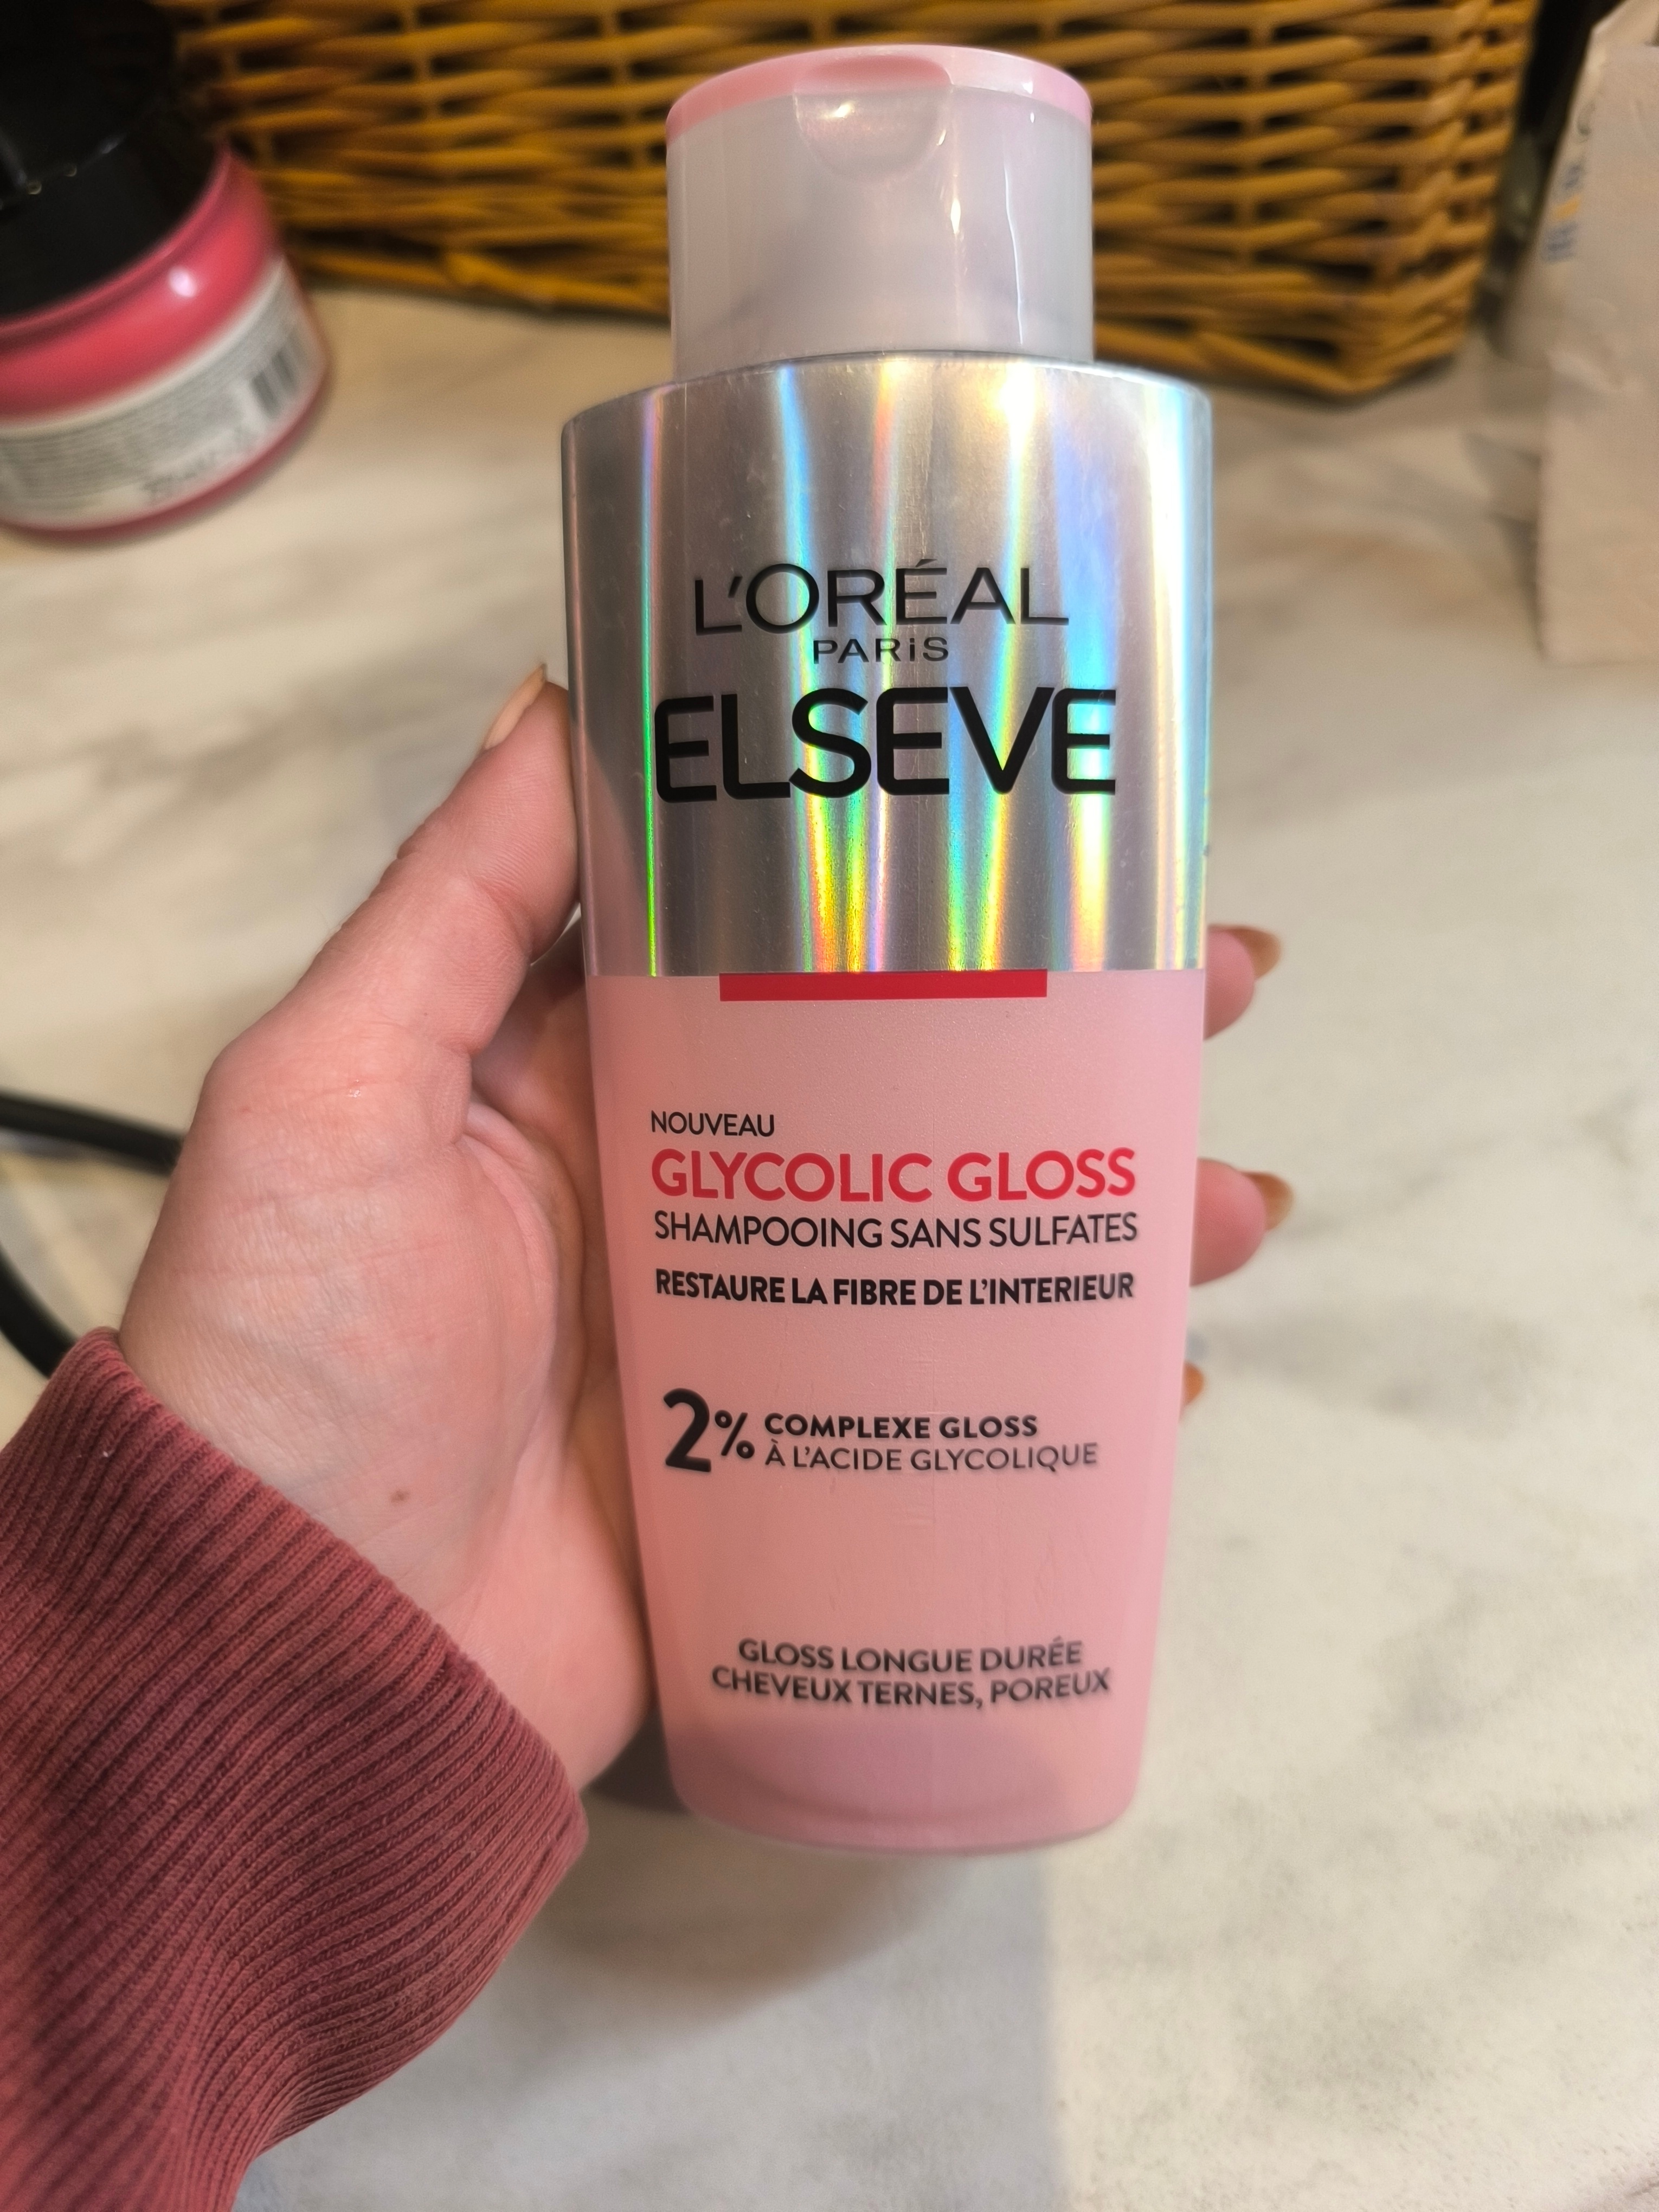 L'ORÉAL
PARiS
ELSEVE
NOUVEAU
GLYCOLIC GLOSS
SHAMPOOING SANS SULFATES
RESTAURE LA FIBRE DE L'INTERIEUR
2% COMPLEXE GLOSS
À L'ACIDE GLYCOLIQUE
GLOSS LONGUE DURÉE
CHEVEUX TERNES, POREUX